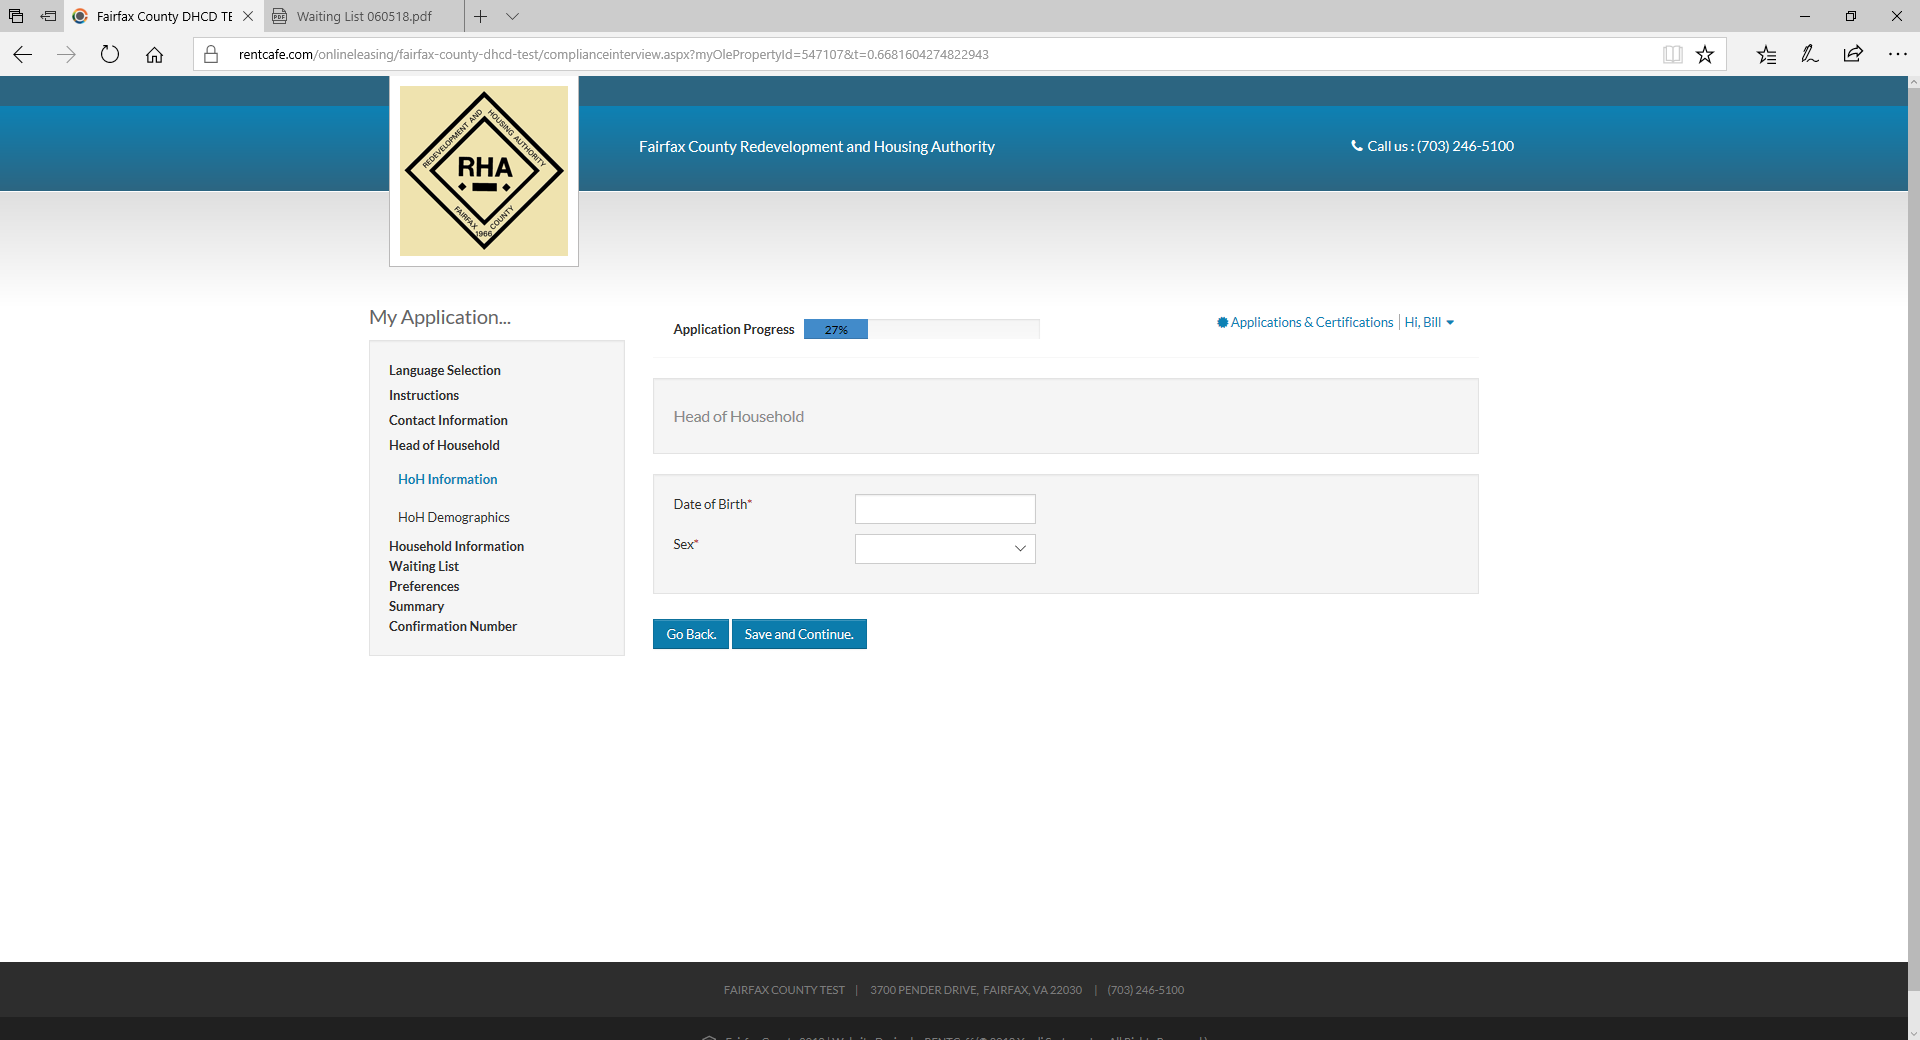 Fairfax County DHCD TE
Waiting List 060518.pdf
rentcafe.com/onlineleasing/fairfax-county-dhcd-test/complianceinterview.aspx?myOlePropertyId=547107&t=0.6681604274822943
REDEVELOPMENT AND HOUSING AUTHORITY
RHA
FAIRFAX COUNTY
1966
Fairfax County Redevelopment and Housing Authority
Call us : (703) 246-5100
My Application...
Application Progress 27%
Applications & Certifications
Hi, Bill
Language Selection
Instructions
Contact Information
Head of Household
HoH Information
HoH Demographics
Household Information
Waiting List
Preferences
Summary
Confirmation Number
Head of Household
Date of Birth*
Sex*
Go Back.
Save and Continue.
FAIRFAX COUNTY TEST | 3700 PENDER DRIVE, FAIRFAX, VA 22030 | (703) 246-5100